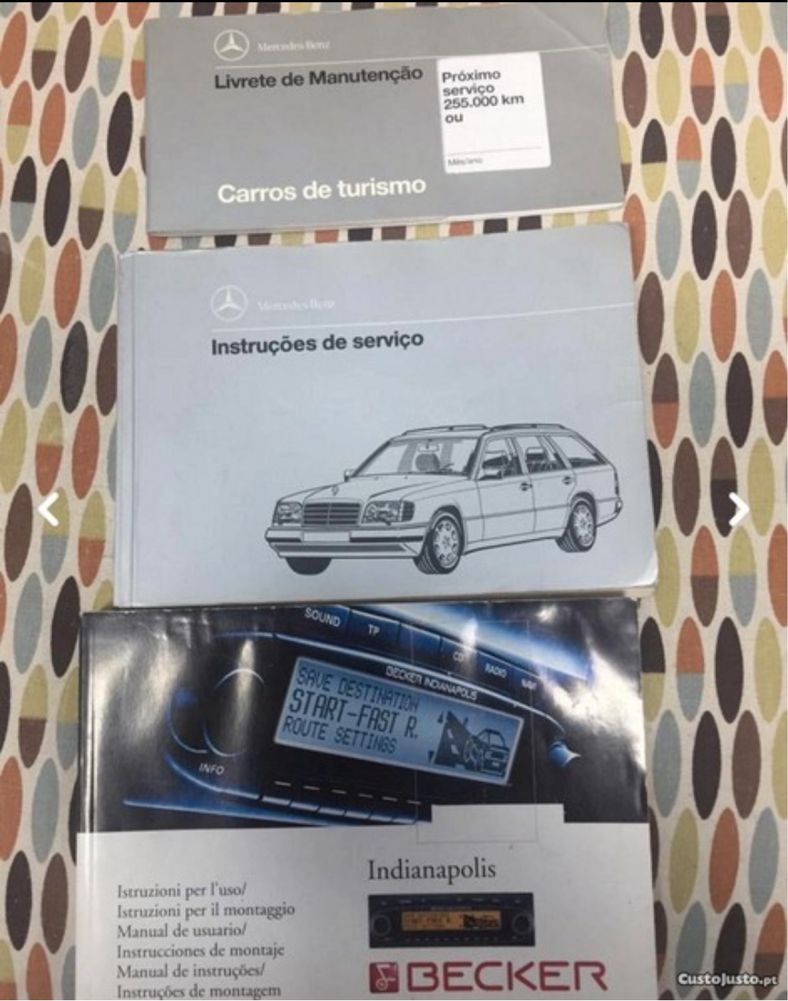 Mercedes-Benz
Livrete de Manutenção
Próximo
serviço
255.000 km
ou
Mês/ano
Carros de turismo
Mercedes-Benz
Instruções de serviço
SOUND
TP
CD
RADIO
NAVI
BECKER INDIANAPOLIS
SAVE DESTINATION
START-FAST R.
ROUTE SETTINGS
INFO
Indianapolis
Istruzioni per l'uso/
Istruzioni per il montaggio
Manual de usuario/
Instrucciones de montaje
Manual de instruções/
Instruções de montagem
BECKER
CustoJusto.pt